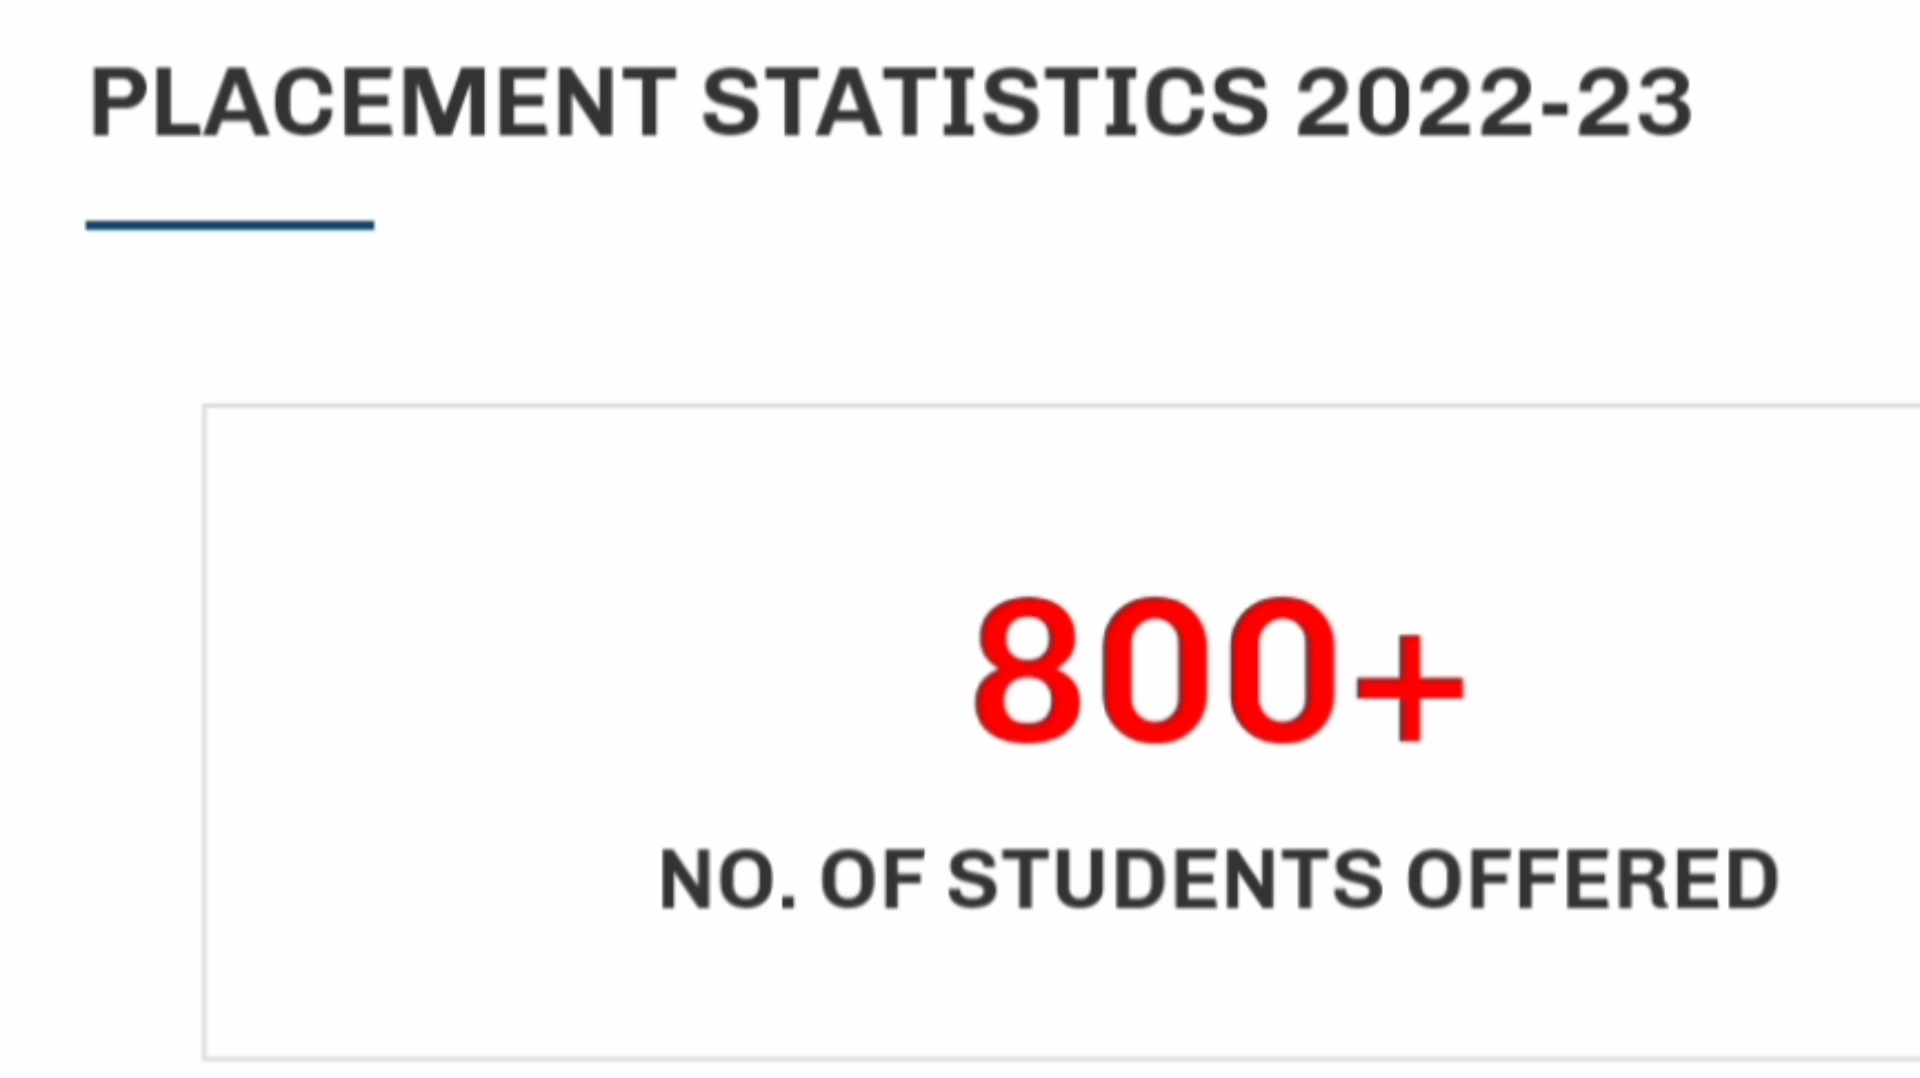 PLACEMENT STATISTICS 2022-23
800+
NO. OF STUDENTS OFFERED